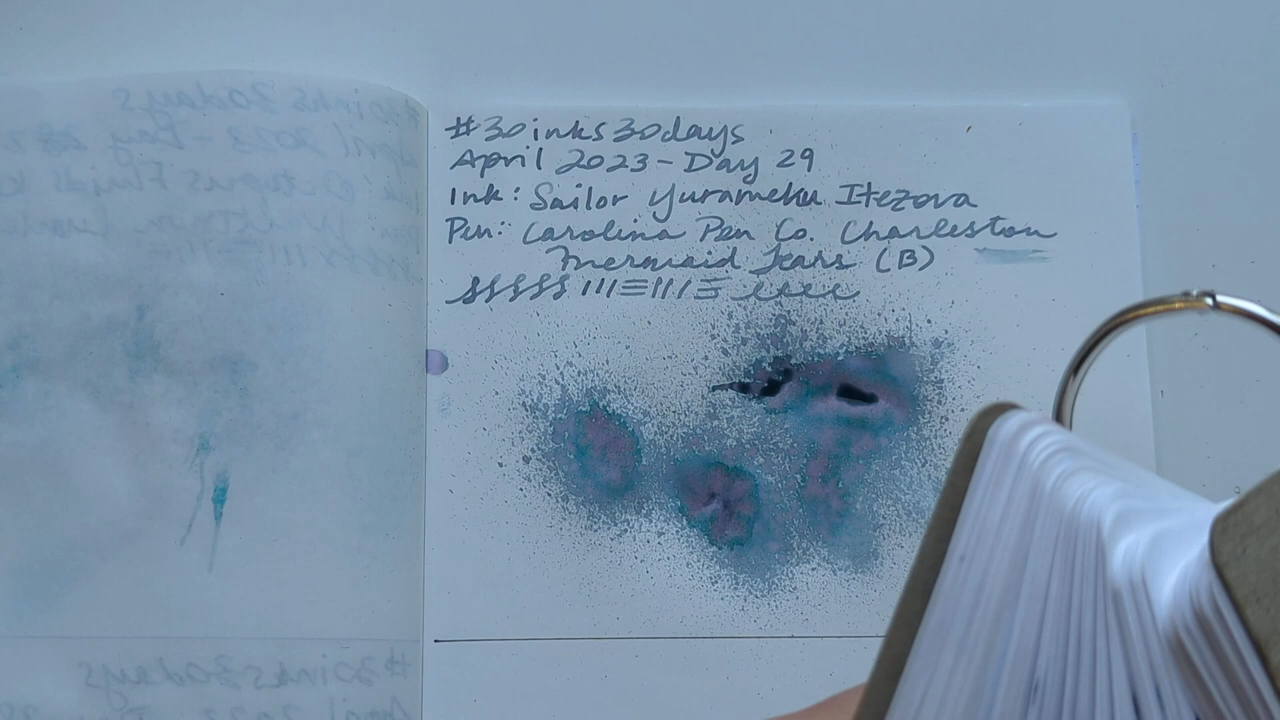 #30inks30days
April 2023 - Day 29
Ink: Sailor Yurameku Itezora
Pen: Carolina Pen Co. Charleston
Mermaid Tears (B)